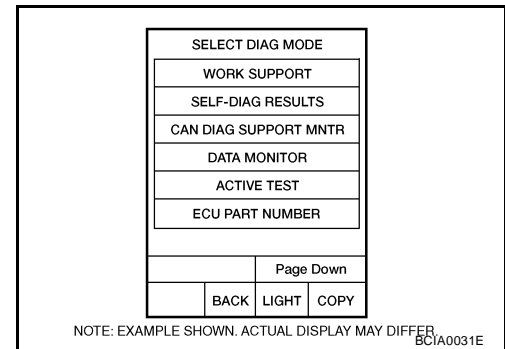 SELECT DIAG MODE
WORK SUPPORT
SELF-DIAG RESULTS
CAN DIAG SUPPORT MNTR
DATA MONITOR
ACTIVE TEST
ECU PART NUMBER
Page Down
BACK LIGHT COPY
NOTE: EXAMPLE SHOWN. ACTUAL DISPLAY MAY DIFFER.
BCIA0031E